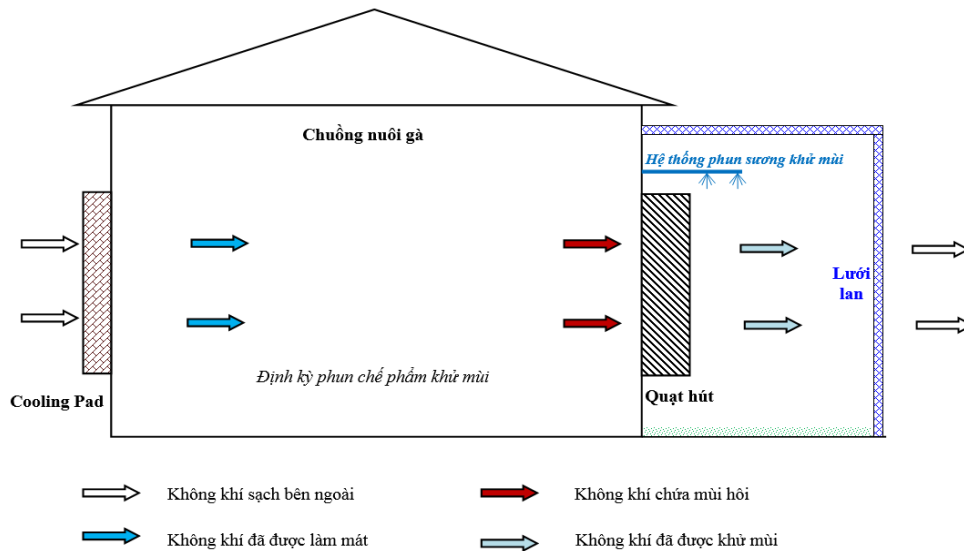 Chuồng nuôi gà
Hệ thống phun sương khử mùi
Lưới
lan
Định kỳ phun chế phẩm khử mùi
Cooling Pad
Quạt hút
Không khí sạch bên ngoài
Không khí chứa mùi hôi
Không khí đã được làm mát
Không khí đã được khử mùi